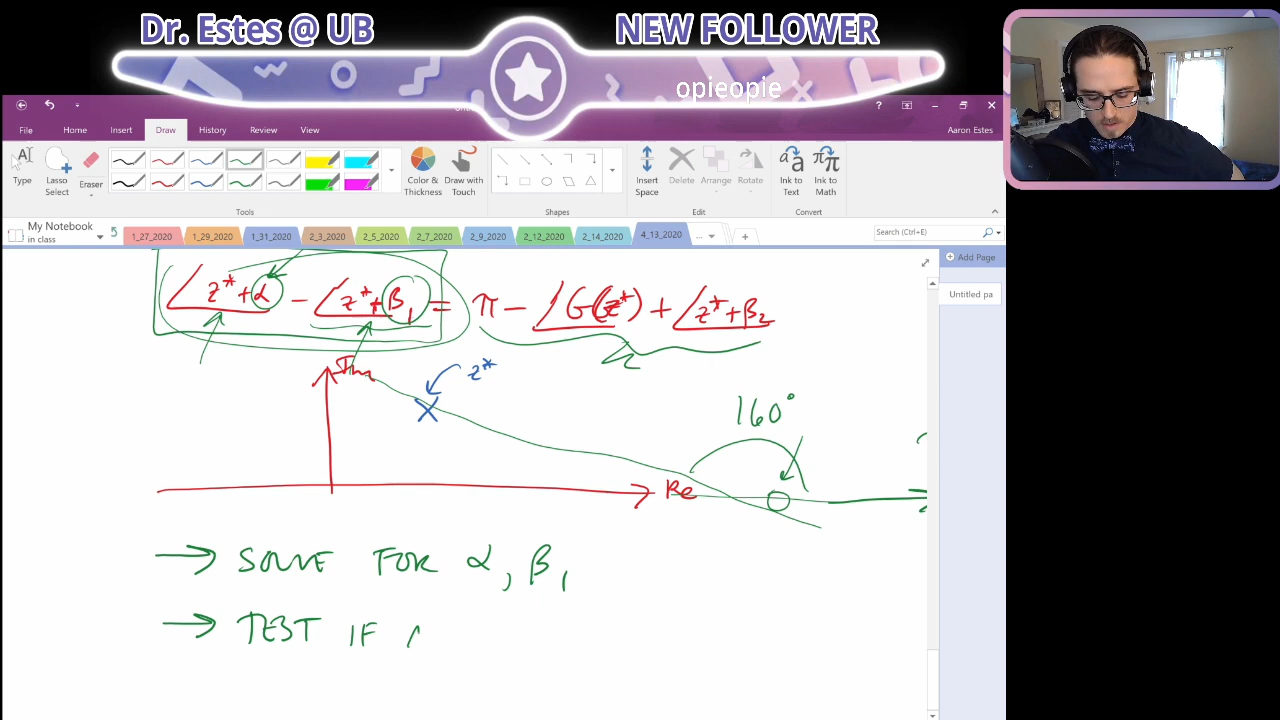 Dr. Estes @ UB
NEW FOLLOWER
opieopie
Aaron Estes
File Home Insert Draw History Review View
Type
Lasso Select
Eraser
Color & Thickness
Draw with Touch
Insert Space
Delete
Arrange
Rotate
Ink to Text
Ink to Math
Tools
Shapes
Edit
Convert
My Notebook
in class
1_27_2020 1_29_2020 1_31_2020 2_3_2020 2_5_2020 2_7_2020 2_9_2020 2_12_2020 2_14_2020 4_13_2020 ...
Search (Ctrl+E)
Add Page
Untitled pa
∠z*+α − ∠z*+β₁ = π − ∠G(z*) + ∠z*+β₂
Im
z*
160°
Re
→ SOLVE FOR α, β₁
→ TEST IF